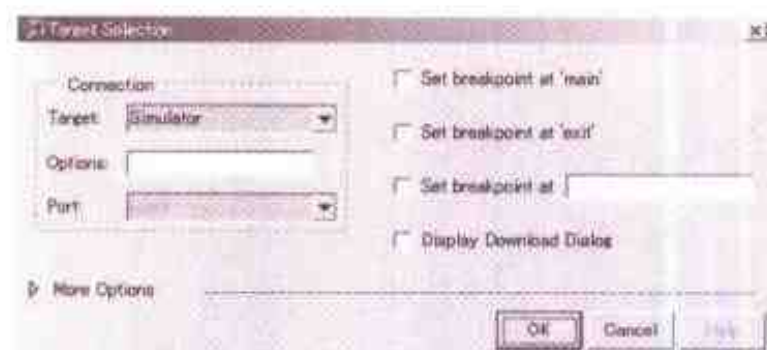 Target Selection
Connection
Target:
Simulator
Options:
Port:
Set breakpoint at 'main'
Set breakpoint at 'exit'
Set breakpoint at
Display Download Dialog
More Options
OK
Cancel
Help